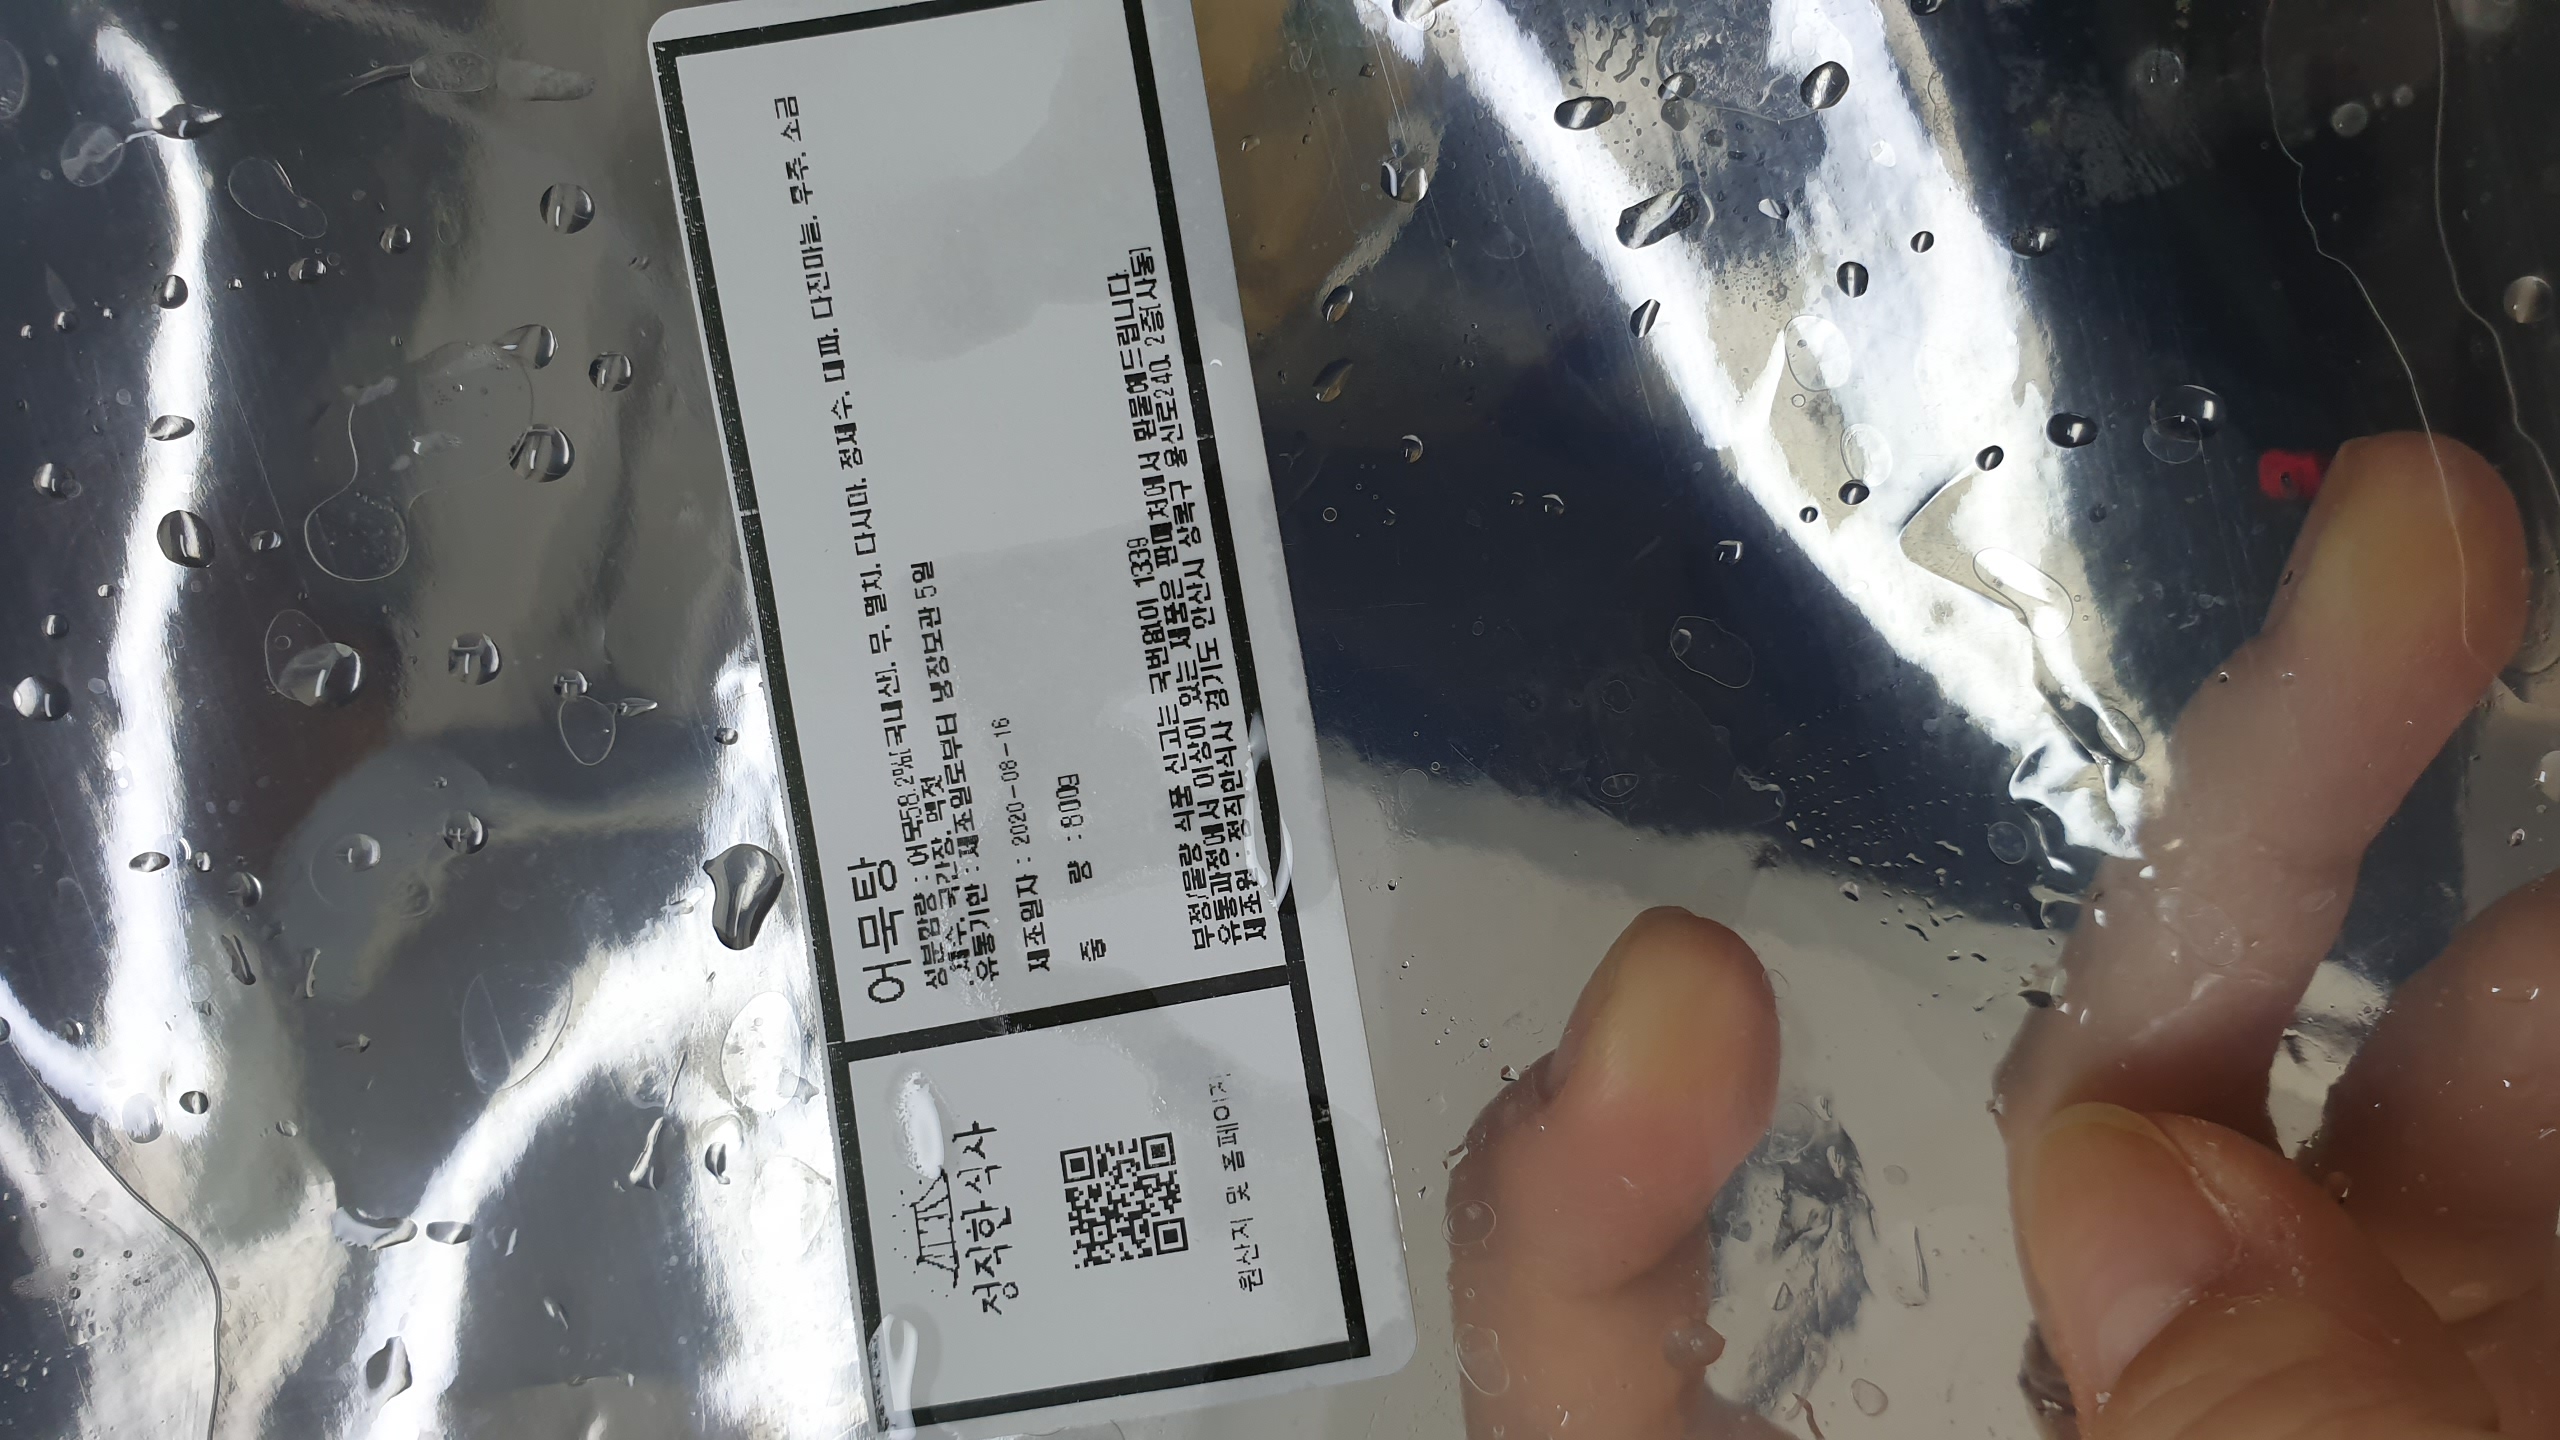 어묵탕
성분함량 : 어묵58.2%[국내산], 무, 멸치, 다시마, 정제수, 대파, 다진마늘, 후추, 소금
, 채수, 국간장, 액젓
유통기한 : 제조일로부터 냉장보관 5일
제조일자 : 2020-08-16
중 량 : 800g
부정/불량 식품 신고는 국번없이 1339
유통과정에서 이상이 있는 제품은 판매처에서 환불해드립니다.
제조원 : 정직한식사 경기도 안산시 상록구 용신로240, 2층[사동]
정직한식사
원산지 및 홈페이지